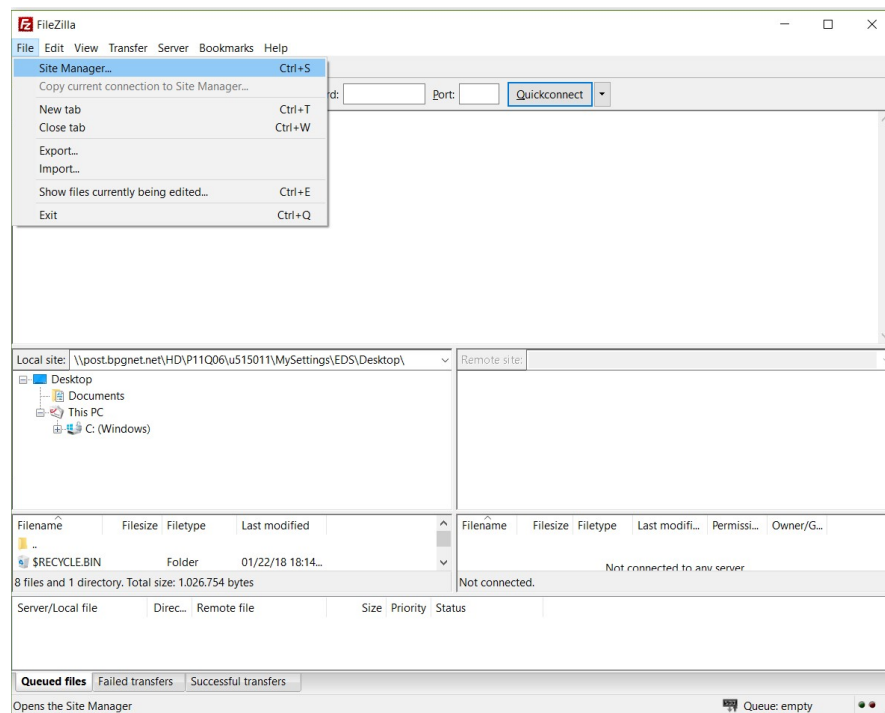 FileZilla
File Edit View Transfer Server Bookmarks Help
Site Manager... Ctrl+S
Copy current connection to Site Manager...
rd: Port: Quickconnect
New tab Ctrl+T
Close tab Ctrl+W
Export...
Import...
Show files currently being edited... Ctrl+E
Exit Ctrl+Q
Local site: \\post.bpgnet.net\HD\P11Q06\u515011\MySettings\EDS\Desktop\ Remote site:
Desktop
Documents
This PC
C: (Windows)
Filename Filesize Filetype Last modified Filename Filesize Filetype Last modifi... Permissi... Owner/G...
..
$RECYCLE.BIN Folder 01/22/18 18:14... Not connected to any server
8 files and 1 directory. Total size: 1.026.754 bytes Not connected.
Server/Local file Direc... Remote file Size Priority Status
Queued files Failed transfers Successful transfers
Opens the Site Manager Queue: empty